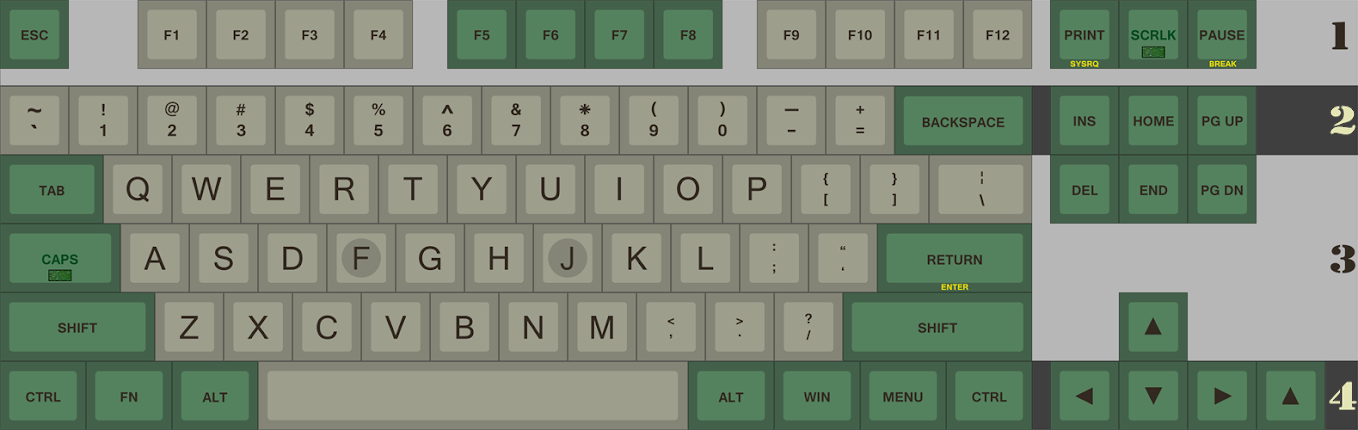 ESC F1 F2 F3 F4 F5 F6 F7 F8 F9 F10 F11 F12 PRINT SCRLK PAUSE 1
SYSRQ BREAK
~ ! @ # $ % ^ & * ( ) — +
` 1 2 3 4 5 6 7 8 9 0 - = BACKSPACE INS HOME PG UP 2
TAB Q W E R T Y U I O P { [ } ] ¦ \ DEL END PG DN
CAPS A S D F G H J K L : ; “ ‘ RETURN 3
ENTER
SHIFT Z X C V B N M < , > . ? / SHIFT ▲
CTRL FN ALT ALT WIN MENU CTRL ◀ ▼ ▶ ▲ 4